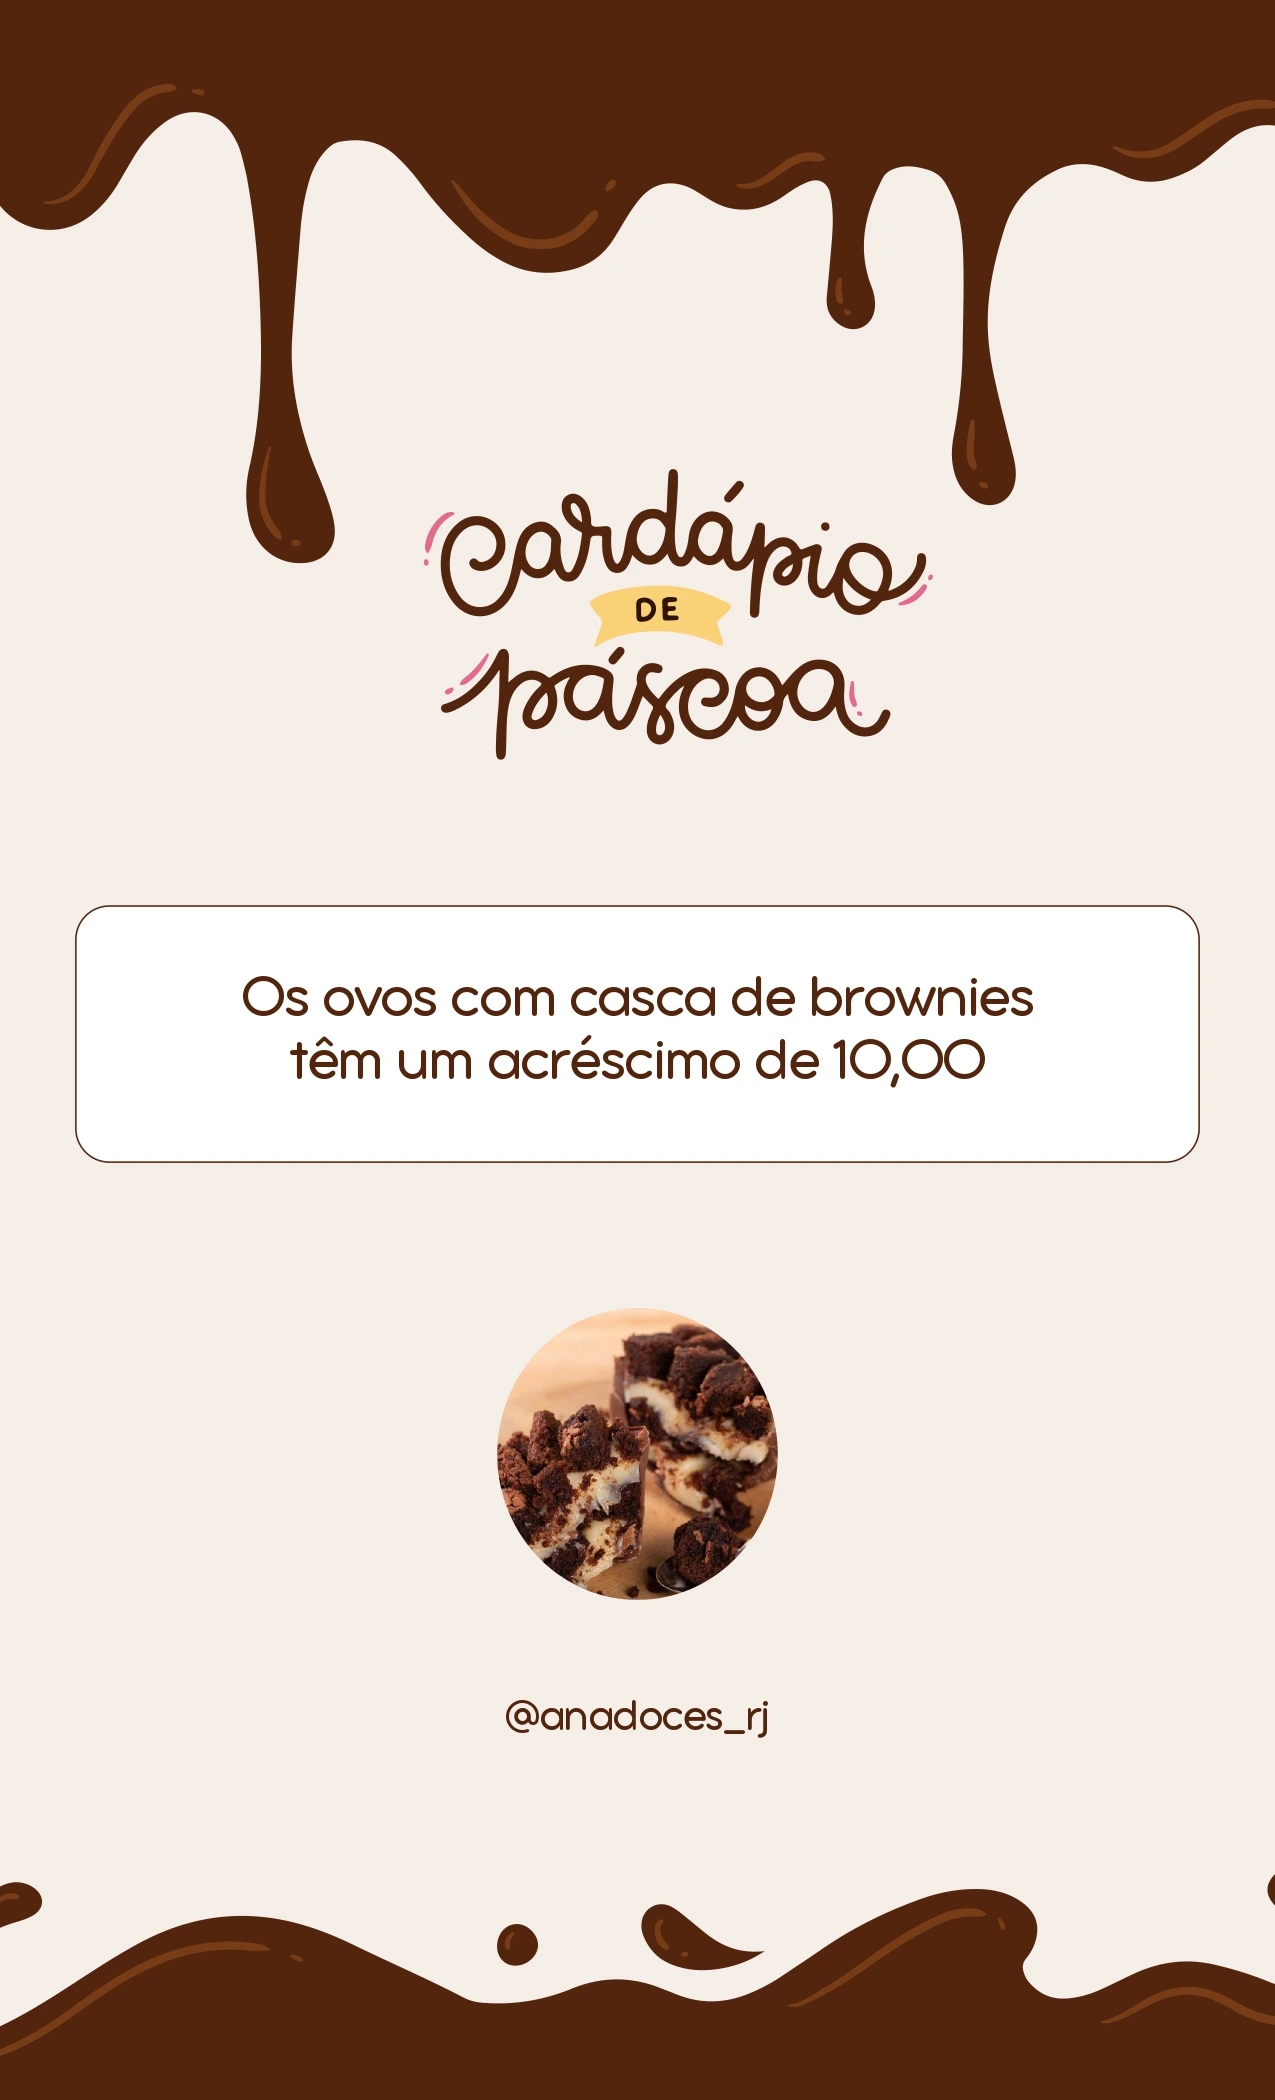 cardápio
DE
páscoa
Os ovos com casca de brownies
têm um acréscimo de 10,00
@anadoces_rj